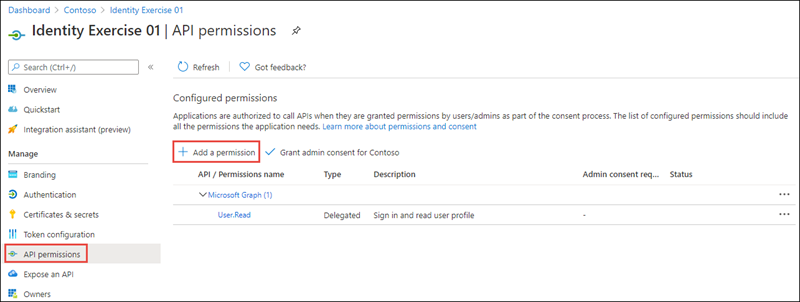 Dashboard > Contoso > Identity Exercise 01
Identity Exercise 01 | API permissions
Search (Ctrl+/)
«
Overview
Quickstart
Integration assistant (preview)
Manage
Branding
Authentication
Certificates & secrets
Token configuration
API permissions
Expose an API
Owners
Refresh
Got feedback?
Configured permissions
Applications are authorized to call APIs when they are granted permissions by users/admins as part of the consent process. The list of configured permissions should include
all the permissions the application needs. Learn more about permissions and consent
+ Add a permission ✓ Grant admin consent for Contoso
API / Permissions name Type Description Admin consent req... Status
Microsoft Graph (1) ...
User.Read Delegated Sign in and read user profile - ...